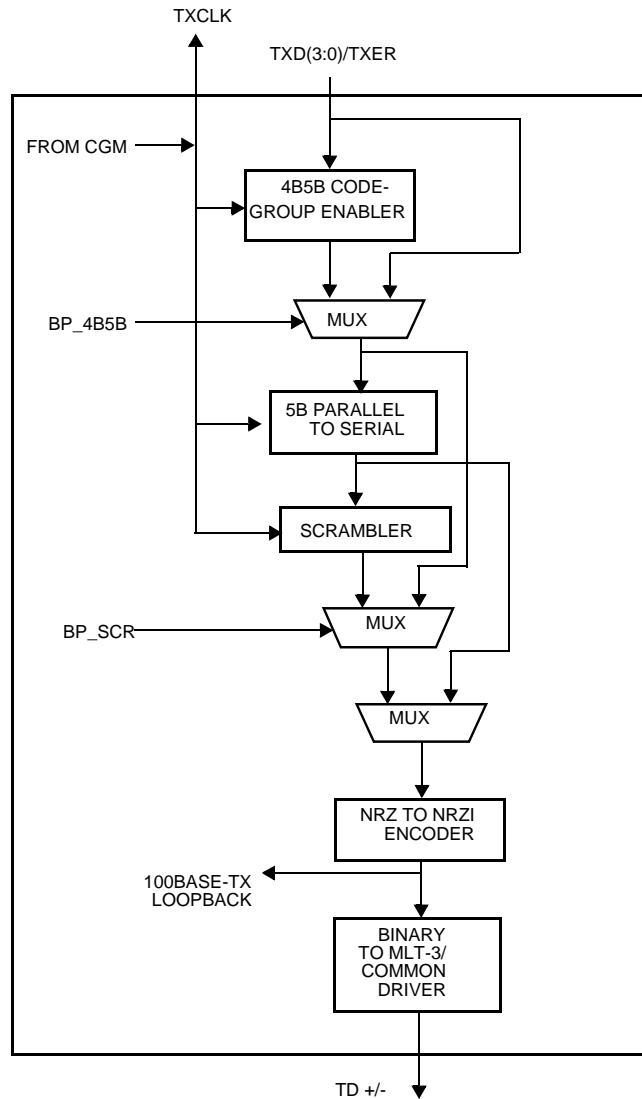 TXCLK
TXD(3:0)/TXER
FROM CGM
4B5B CODE-
GROUP ENABLER
MUX
BP_4B5B
5B PARALLEL
TO SERIAL
SCRAMBLER
MUX
BP_SCR
MUX
NRZ TO NRZI
ENCODER
100BASE-TX
LOOPBACK
BINARY
TO MLT-3/
COMMON
DRIVER
TD +/-